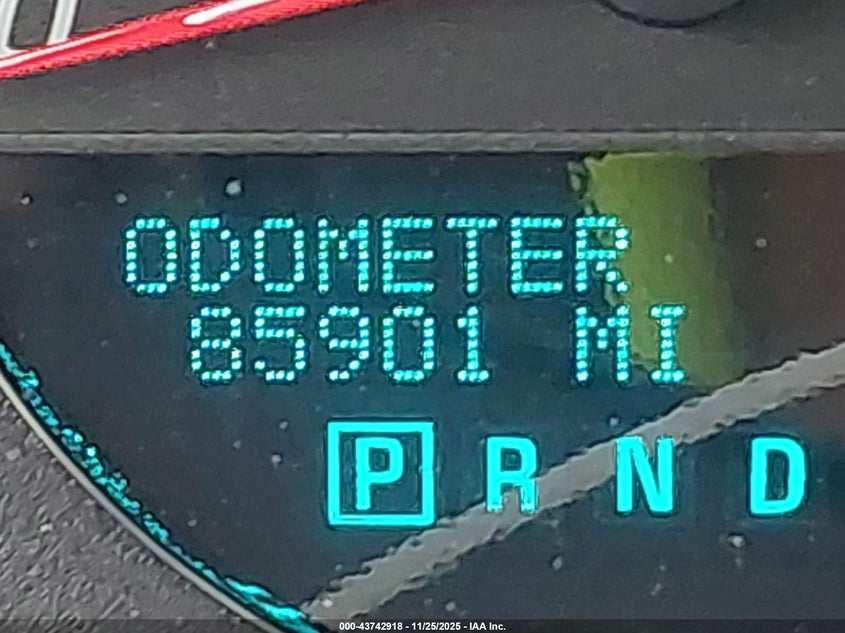 ODOMETER
85901 MI
P R N D
000-43742918 - 11/25/2025 - IAA Inc.